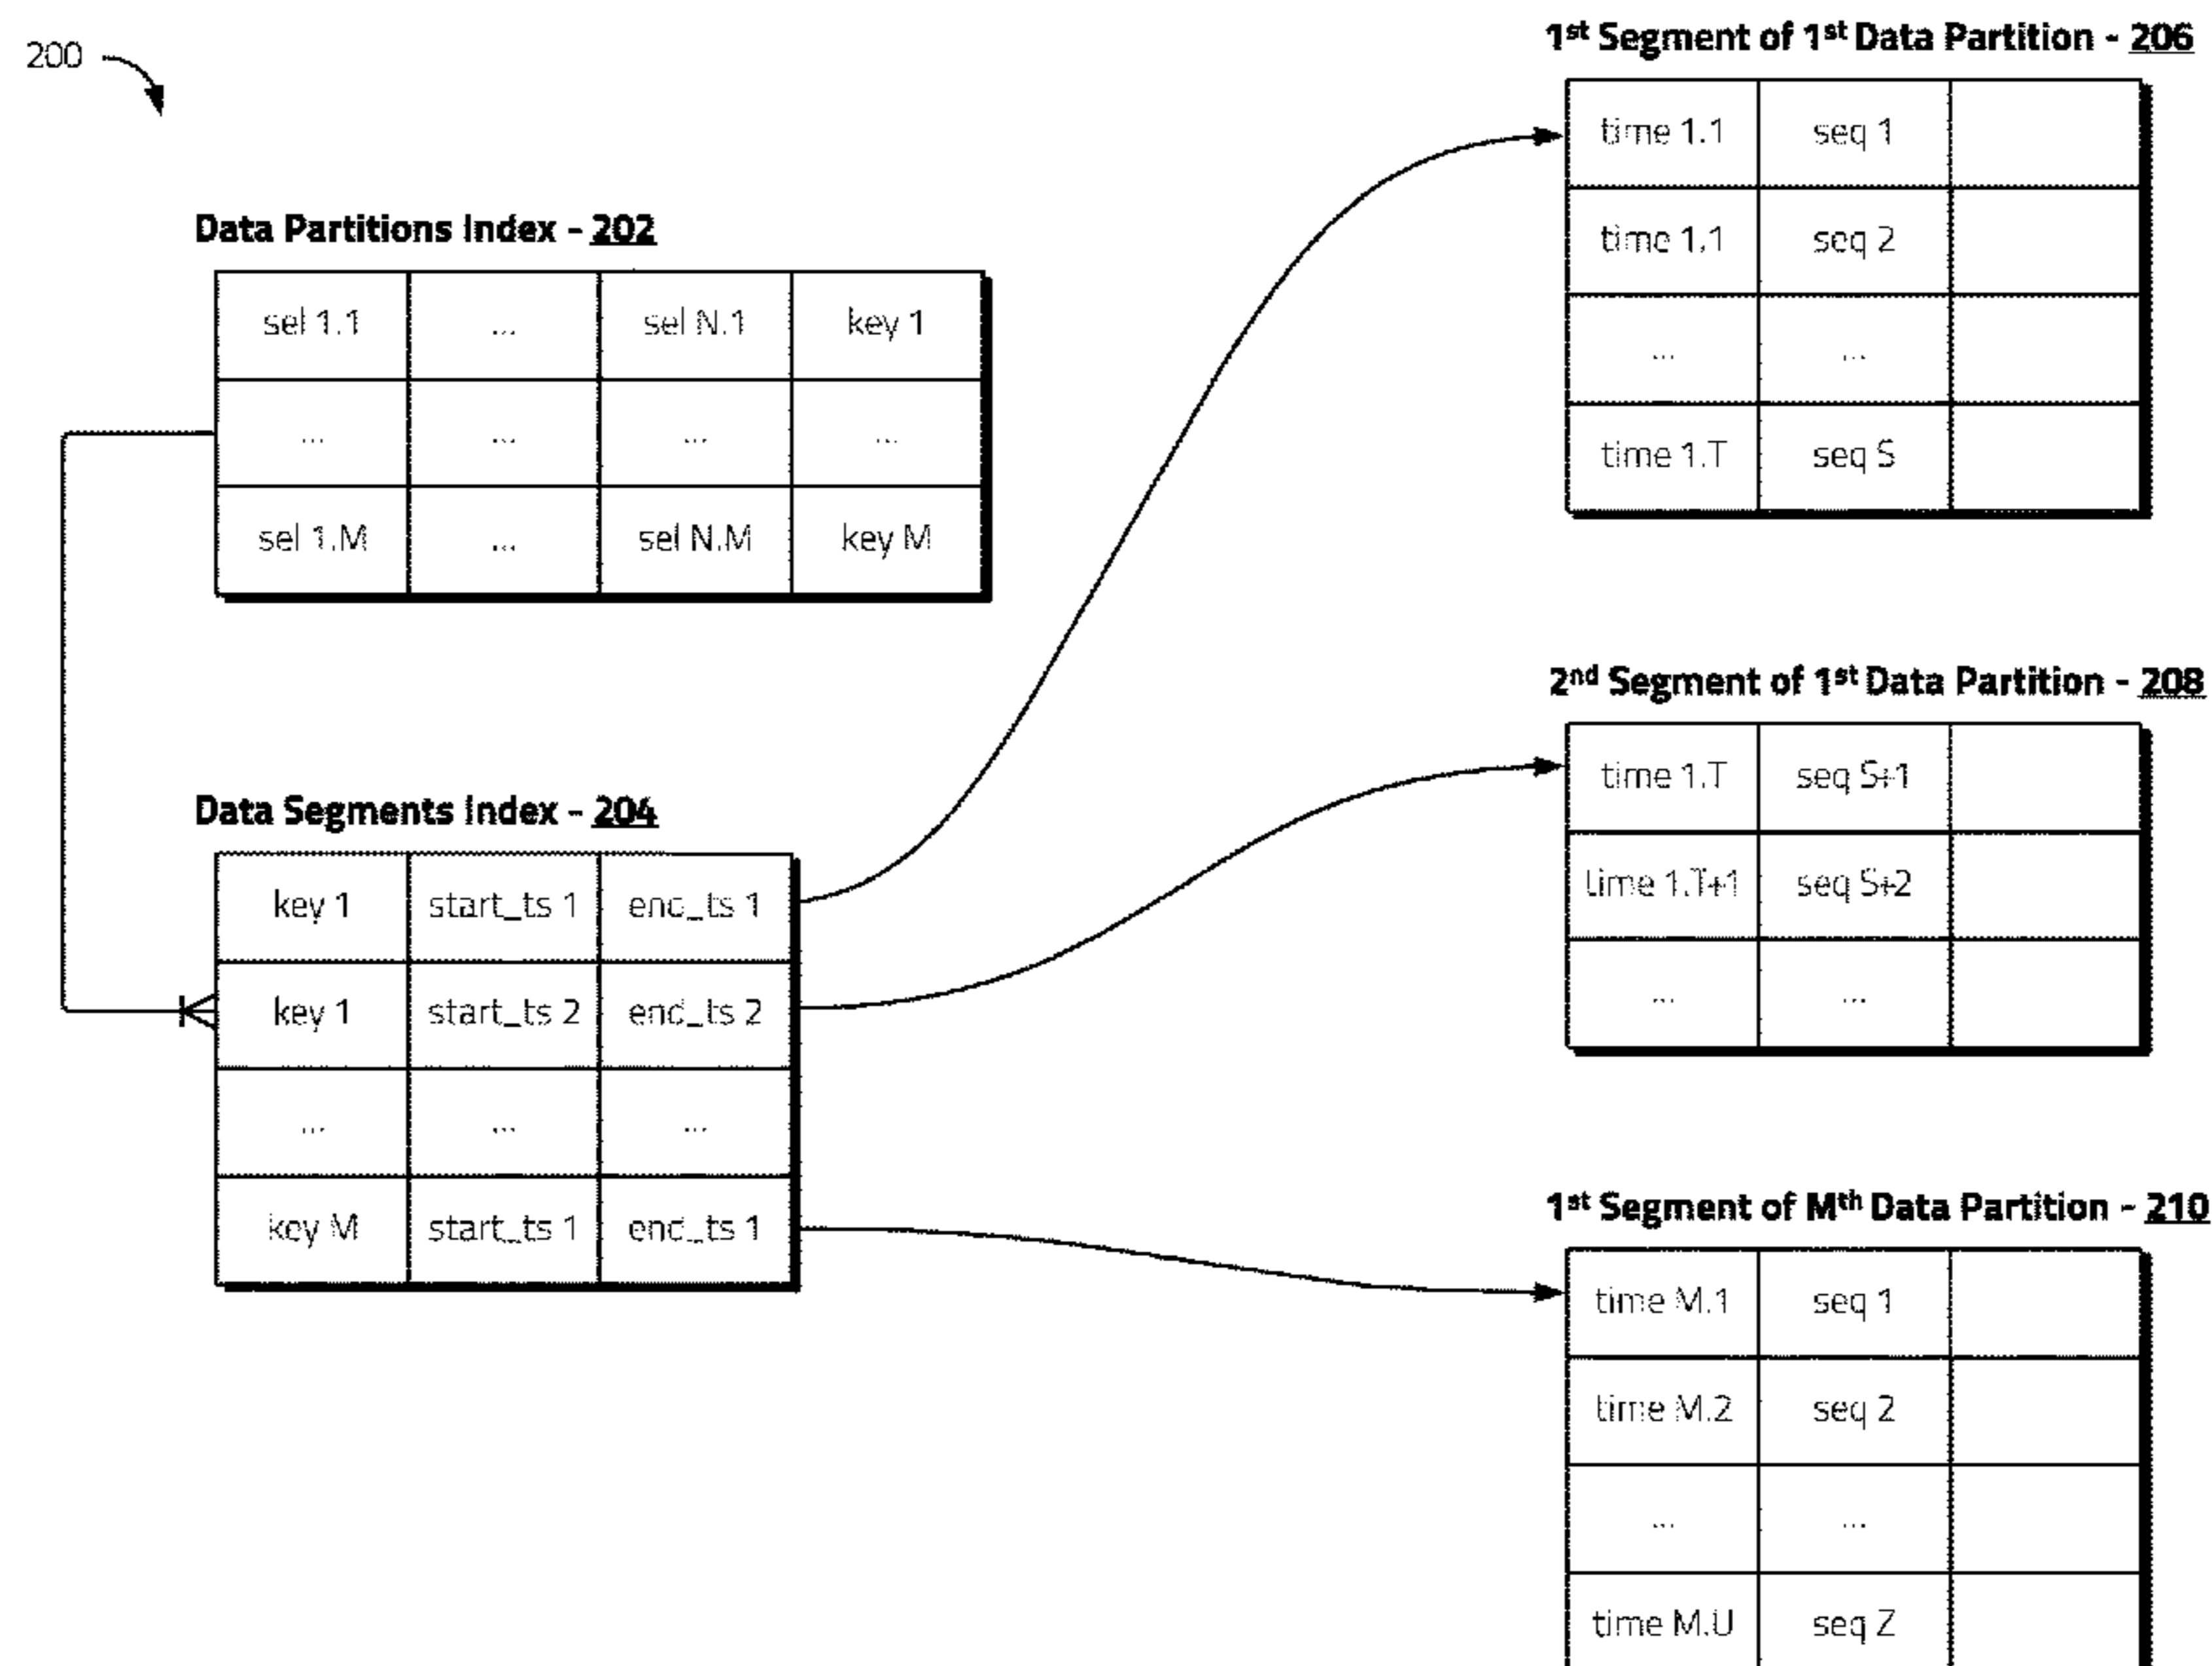 200
Data Partitions Index - 202
sel 1.1 ... sel N.1 key 1
... ... ... ...
sel 1.M ... sel N.M key M
Data Segments Index - 204
key 1 start_ts 1 end_ts 1
key 1 start_ts 2 end_ts 2
... ... ...
key M start_ts 1 end_ts 1
1st Segment of 1st Data Partition - 206
time 1.1 seq 1
time 1.1 seq 2
... ...
time 1.T seq S
2nd Segment of 1st Data Partition - 208
time 1.T seq S+1
time 1.T+1 seq S+2
... ...
1st Segment of Mth Data Partition - 210
time M.1 seq 1
time M.2 seq 2
... ...
time M.U seq Z